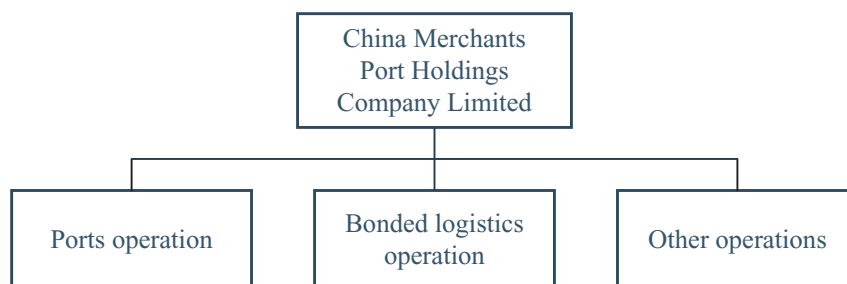 China Merchants
Port Holdings
Company Limited
Ports operation
Bonded logistics
operation
Other operations